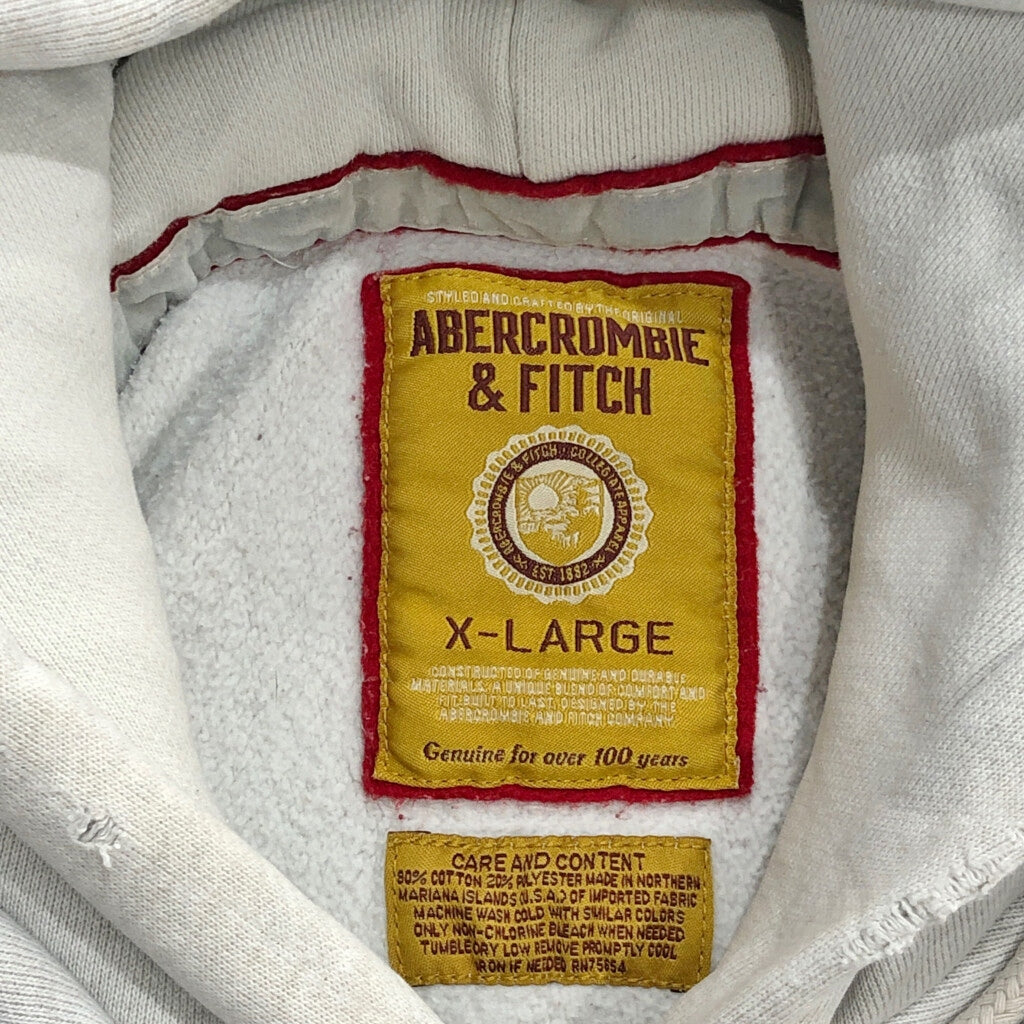 STYLED AND CRAFTED BY THE ORIGINAL
ABERCROMBIE
& FITCH
ABERCROMBIE & FITCH · COLLEGIATE APPAREL
EST. 1892
X-LARGE
CONSTRUCTED OF GENUINE AND DURABLE
MATERIALS. A UNIQUE BLEND OF COMFORT AND
FIT. BUILT TO LAST. DESIGNED BY THE
ABERCROMBIE AND FITCH COMPANY.
Genuine for over 100 years
CARE AND CONTENT
80% COTTON 20% POLYESTER MADE IN NORTHERN
MARIANA ISLANDS (U.S.A.) OF IMPORTED FABRIC
MACHINE WASH COLD WITH SIMILAR COLORS
ONLY NON-CHLORINE BLEACH WHEN NEEDED
TUMBLE DRY LOW REMOVE PROMPTLY COOL
IRON IF NEEDED RN75654